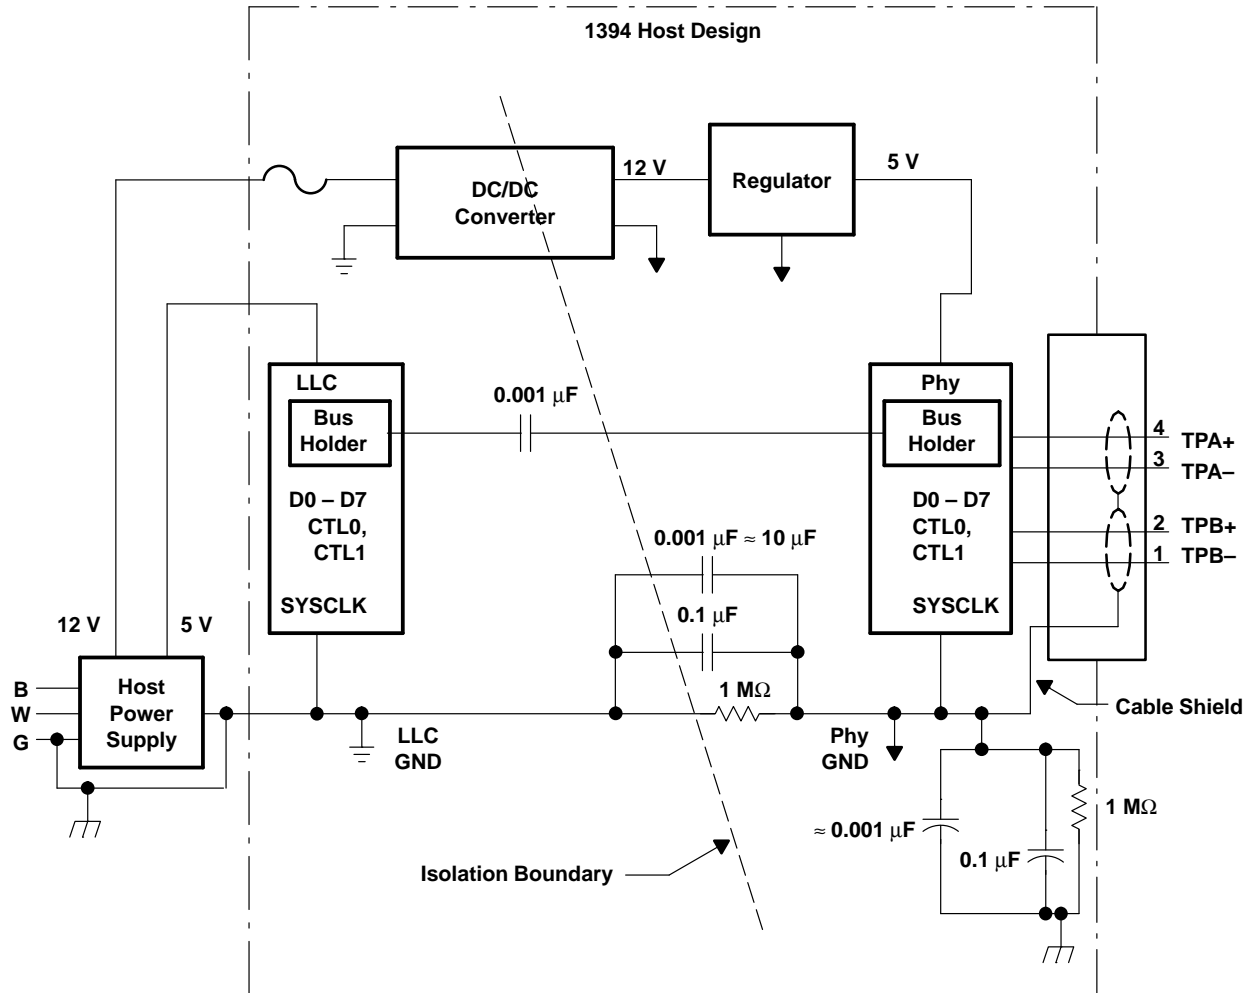 1394 Host Design
DC/DC
Converter
12 V
Regulator
5 V
LLC
Bus
Holder
D0 – D7
CTL0,
CTL1
SYSCLK
0.001 µF
Phy
Bus
Holder
D0 – D7
CTL0,
CTL1
SYSCLK
4
TPA+
3
TPA–
2
TPB+
1
TPB–
0.001 µF ≈ 10 µF
0.1 µF
1 MΩ
12 V
5 V
B
W
G
Host
Power
Supply
LLC
GND
Phy
GND
Cable Shield
≈ 0.001 µF
0.1 µF
1 MΩ
Isolation Boundary